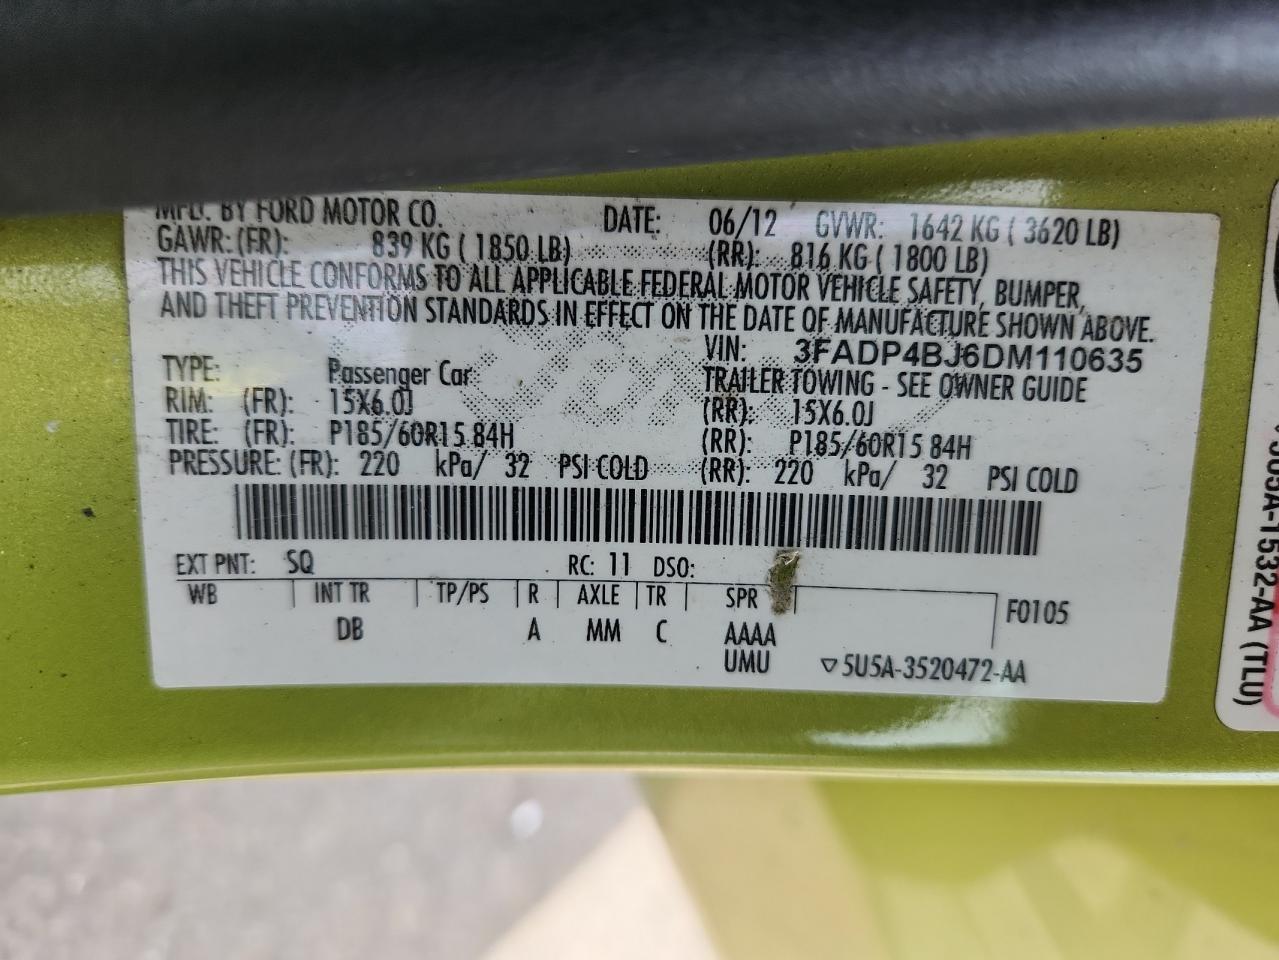 MFD. BY FORD MOTOR CO. DATE: 06/12 GVWR: 1642 KG ( 3620 LB)
GAWR: (FR): 839 KG ( 1850 LB) (RR): 816 KG ( 1800 LB)
THIS VEHICLE CONFORMS TO ALL APPLICABLE FEDERAL MOTOR VEHICLE SAFETY, BUMPER,
AND THEFT PREVENTION STANDARDS IN EFFECT ON THE DATE OF MANUFACTURE SHOWN ABOVE.
VIN: 3FADP4BJ6DM110635
TYPE: Passenger Car TRAILER TOWING - SEE OWNER GUIDE
RIM: (FR): 15X6.0J (RR): 15X6.0J
TIRE: (FR): P185/60R15 84H (RR): P185/60R15 84H
PRESSURE: (FR): 220 kPa/ 32 PSI COLD (RR): 220 kPa/ 32 PSI COLD
EXT PNT: SQ RC: 11 DSO:
WB INT TR TP/PS R AXLE TR SPR F0105
DB A MM C AAAA
UMU ▽5U5A-3520472-AA
1532-AA (TLU)